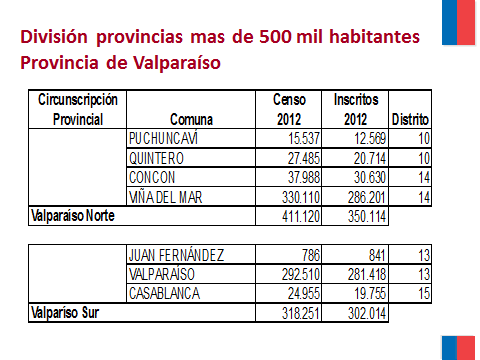 División provincias mas de 500 mil habitantes
Provincia de Valparaíso
Circunscripción Provincial Comuna Censo 2012 Inscritos 2012 Distrito
PUCHUNCAVÍ 15.537 12.569 10
QUINTERO 27.485 20.714 10
CONCON 37.988 30.630 14
VIÑA DEL MAR 330.110 286.201 14
Valparaíso Norte 411.120 350.114
JUAN FERNÁNDEZ 786 841 13
VALPARAÍSO 292.510 281.418 13
CASABLANCA 24.955 19.755 15
Valparíso Sur 318.251 302.014